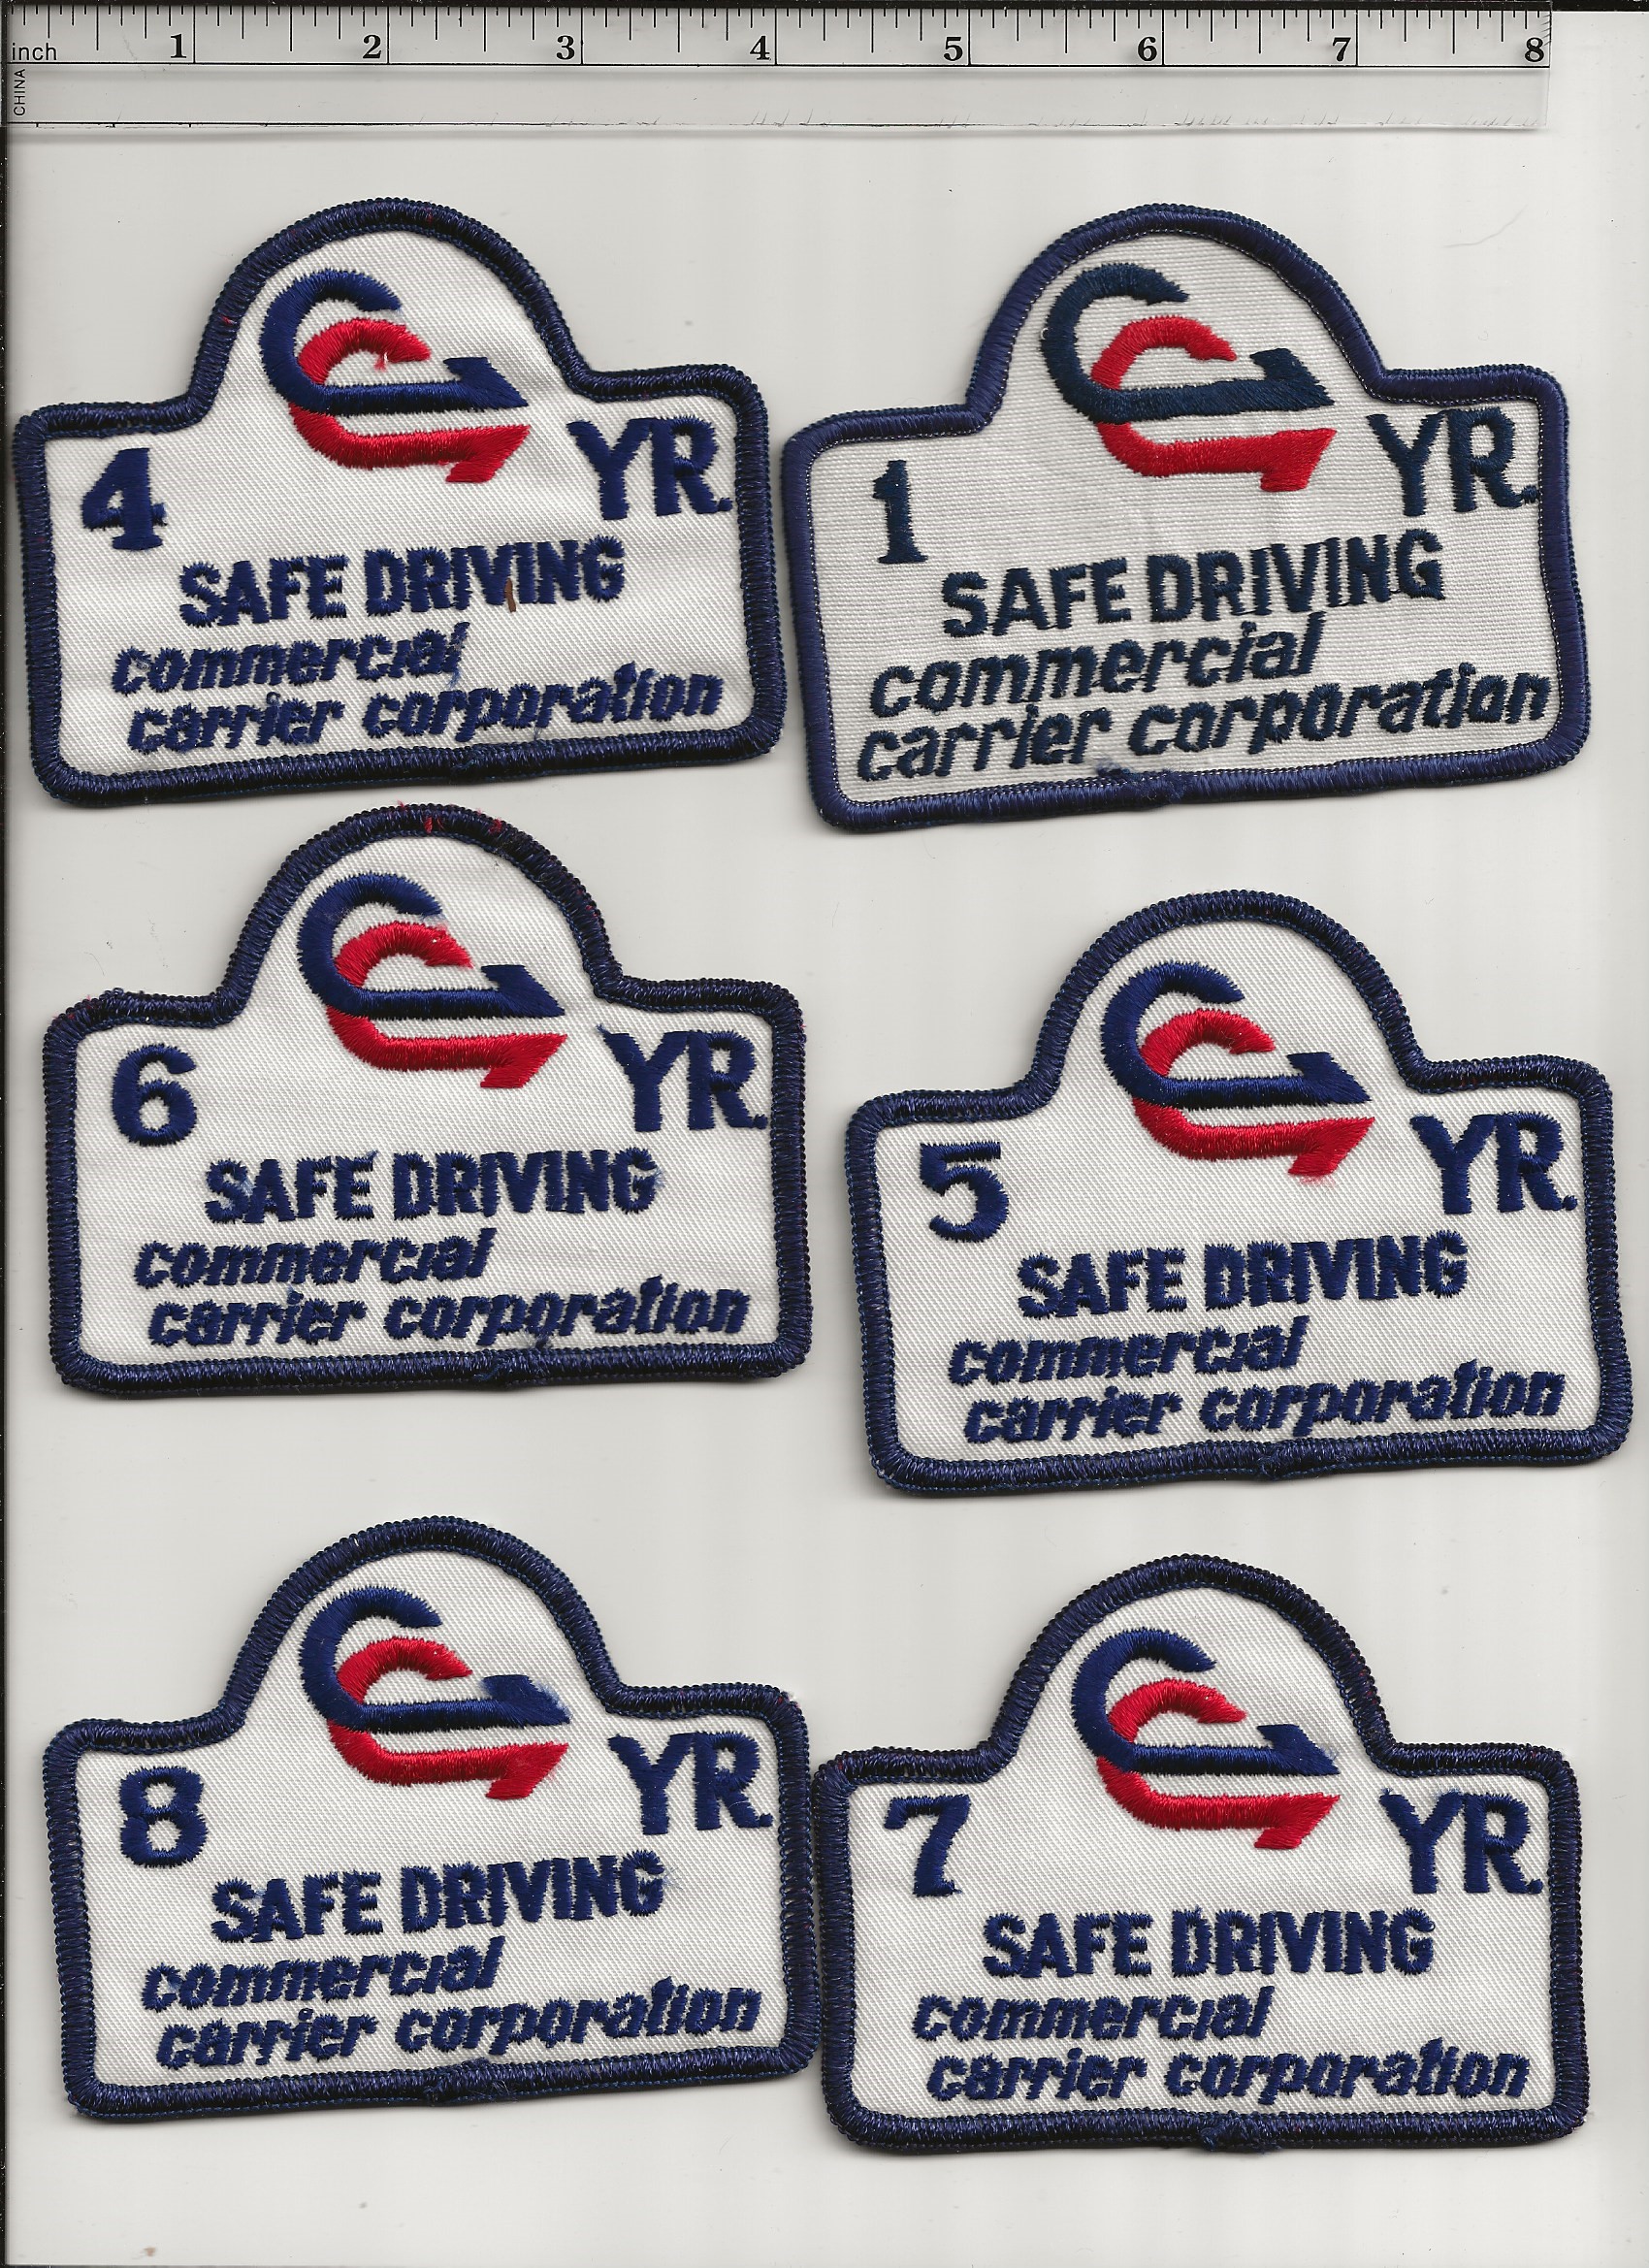 inch 1 2 3 4 5 6 7 8
CHINA
4 YR.
SAFE DRIVING
commercial
carrier corporation
1 YR.
SAFE DRIVING
commercial
carrier corporation
6 YR.
SAFE DRIVING
commercial
carrier corporation
5 YR.
SAFE DRIVING
commercial
carrier corporation
8 YR.
SAFE DRIVING
commercial
carrier corporation
7 YR.
SAFE DRIVING
commercial
carrier corporation